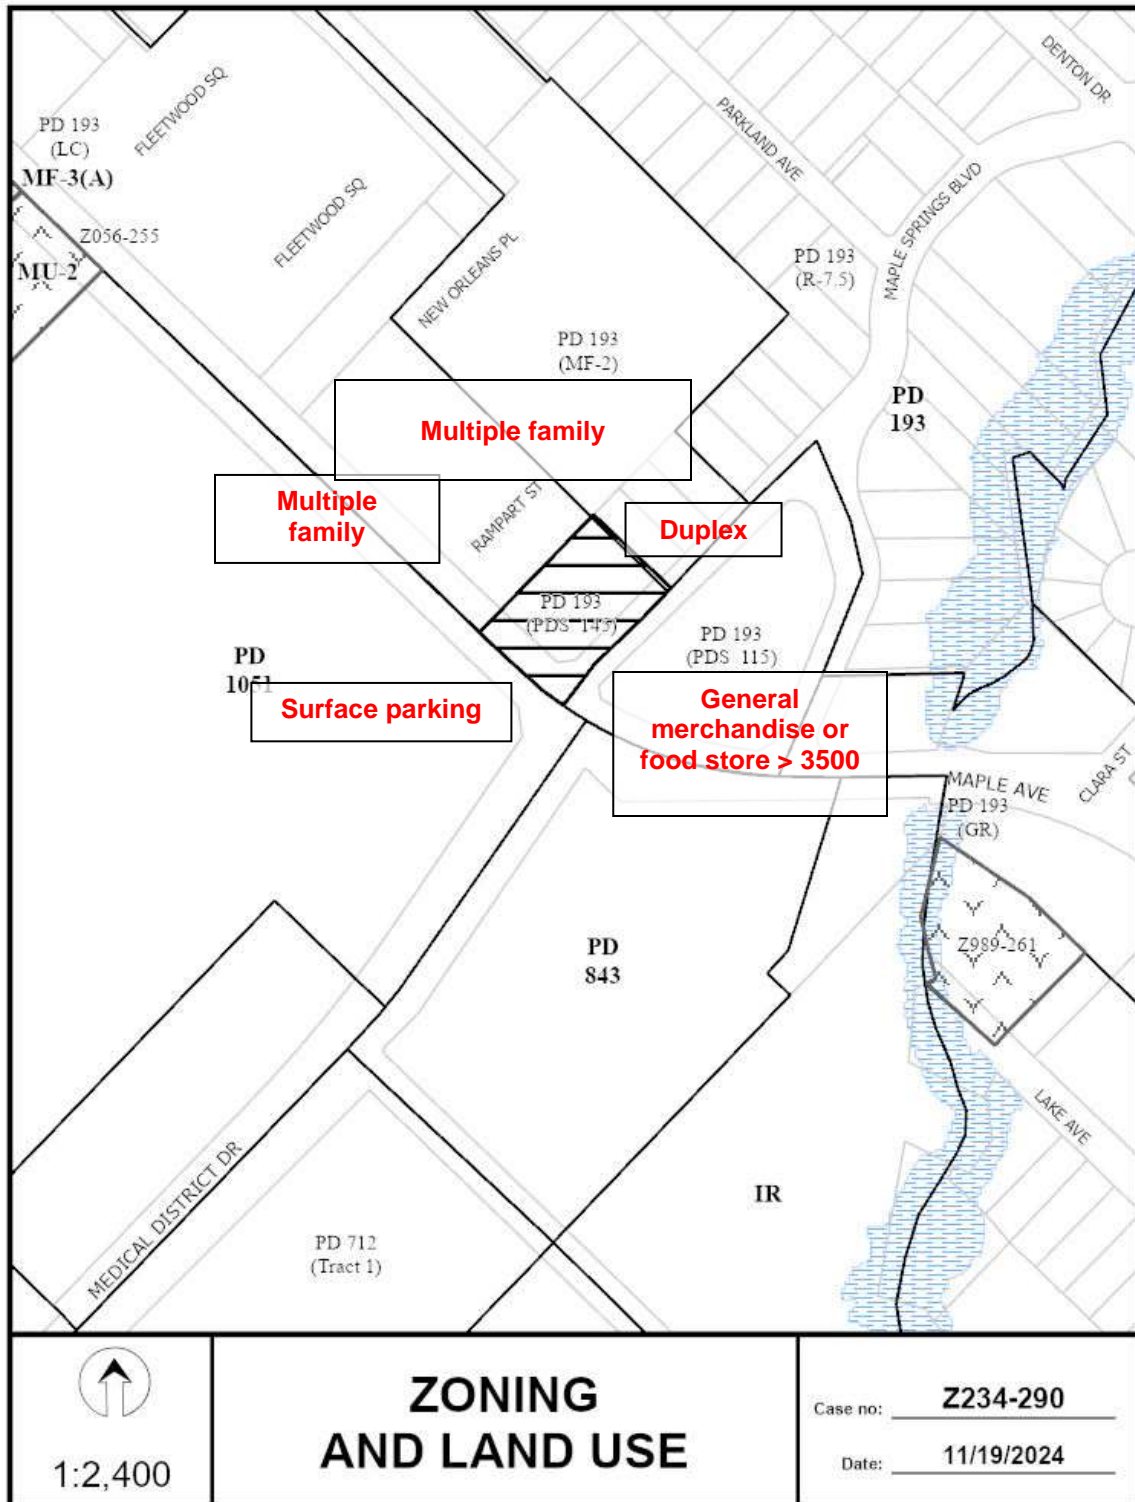 DENTON DR
FLEETWOOD SQ
PARKLAND AVE
PD 193
(LC)
MF-3(A)
FLEETWOOD SQ
MAPLE SPRINGS BLVD
Z056-255
MU-2
NEW ORLEANS PL
PD 193
(R-7.5)
PD 193
(MF-2)
PD
193
Multiple family
Multiple
family
RAMPART ST
Duplex
PD 193
(PDS 145)
PD 193
(PDS 115)
PD
1051
Surface parking
General
merchandise or
food store > 3500
MAPLE AVE
CLARA ST
PD 193
(GR)
PD
843
Z989-261
LAKE AVE
MEDICAL DISTRICT DR
IR
PD 712
(Tract 1)
1:2,400
ZONING
AND LAND USE
Case no: Z234-290
Date: 11/19/2024